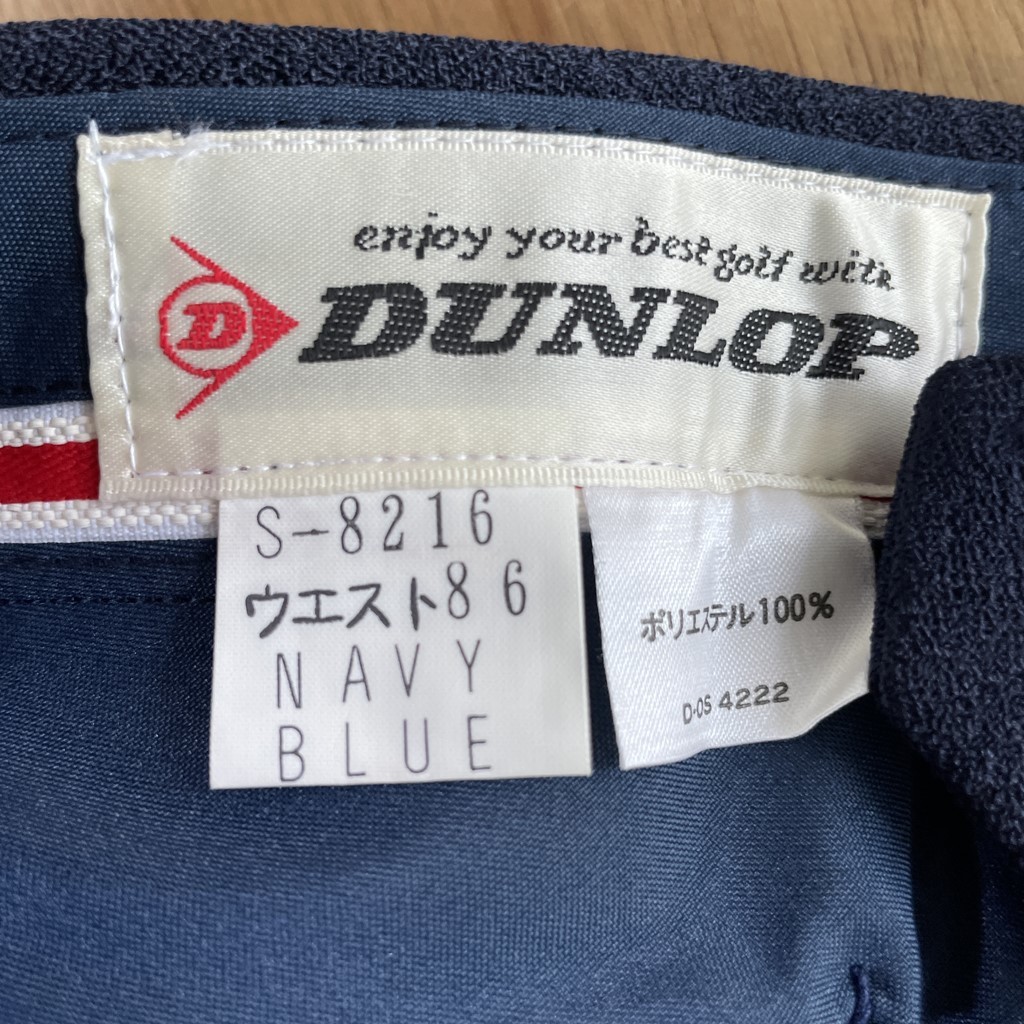 enjoy your best golf with
D DUNLOP
S-8216
ウエスト86
NAVY
BLUE
ポリエステル100%
D・OS 4222